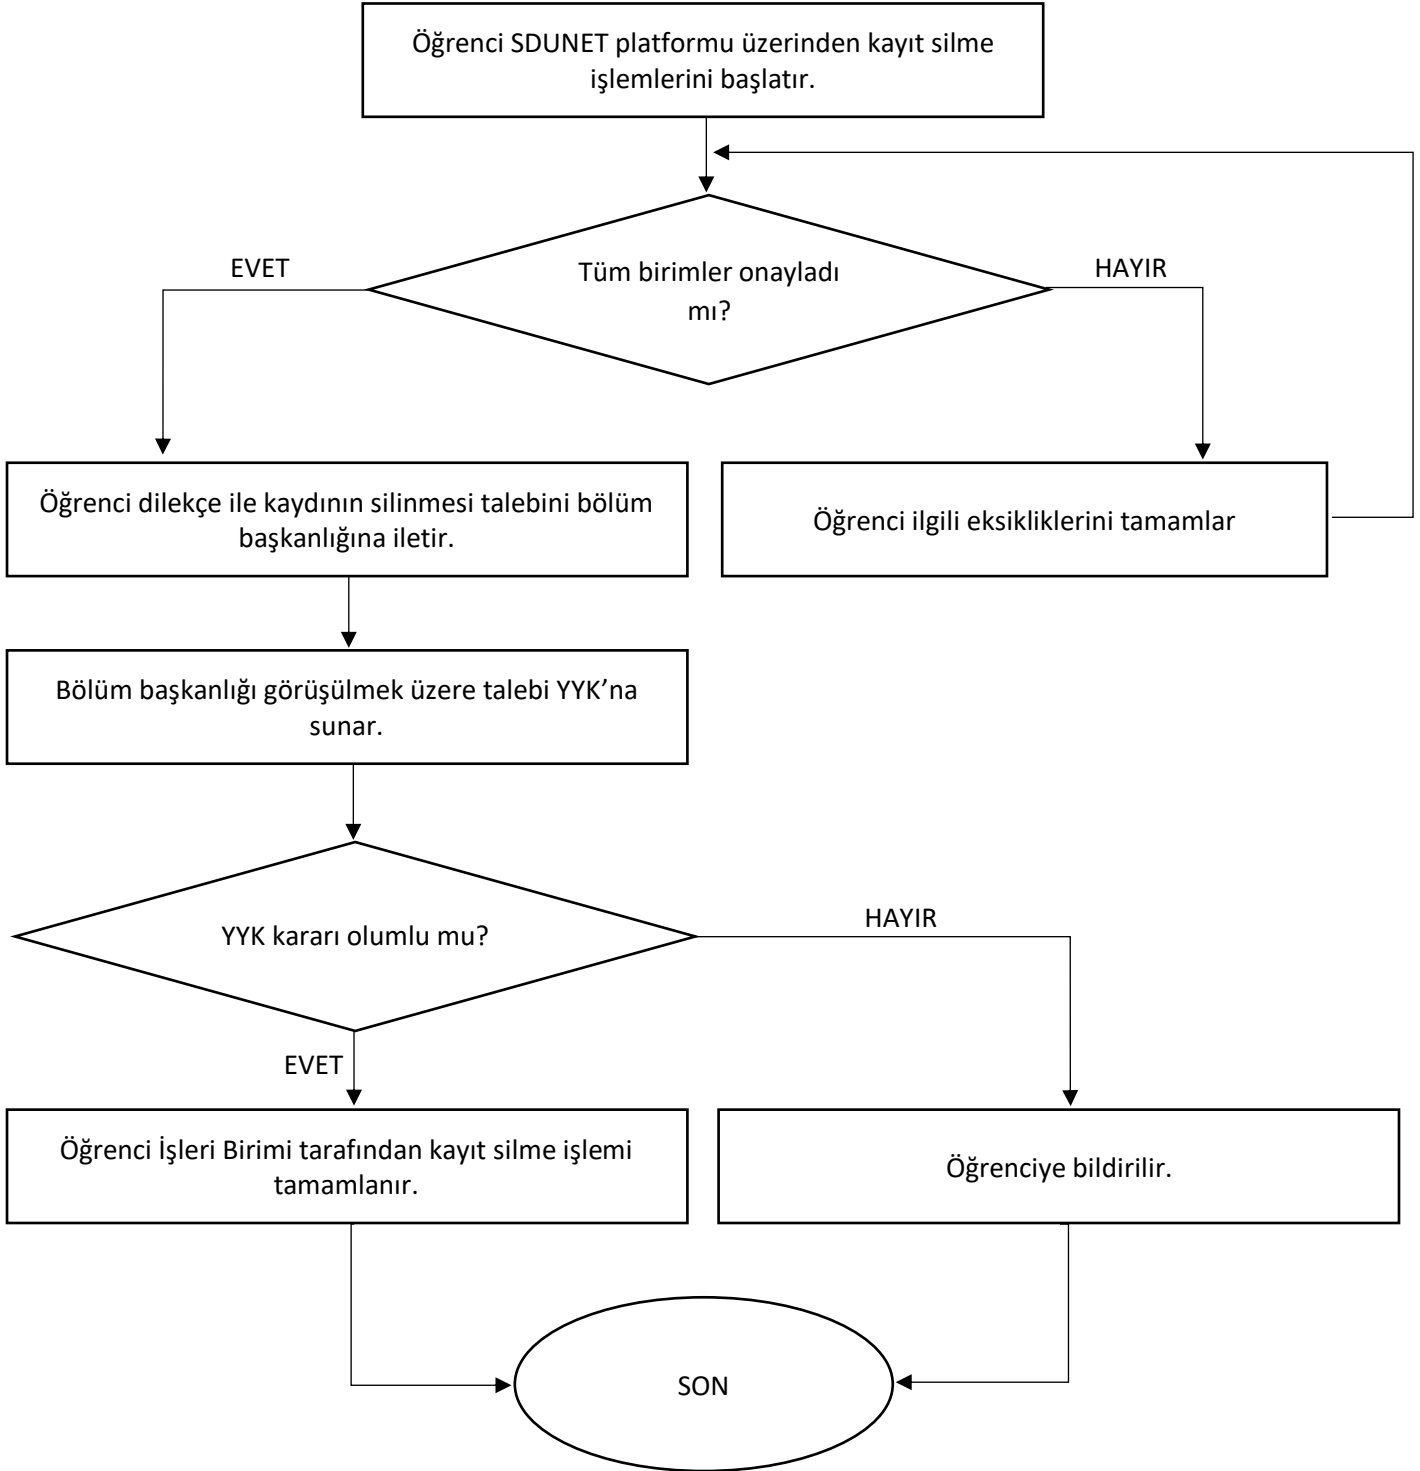 Öğrenci SDUNET platformu üzerinden kayıt silme
işlemlerini başlatır.
EVET
Tüm birimler onayladı
mı?
HAYIR
Öğrenci dilekçe ile kaydının silinmesi talebini bölüm
başkanlığına iletir.
Öğrenci ilgili eksikliklerini tamamlar
Bölüm başkanlığı görüşülmek üzere talebi YYK’na
sunar.
YYK kararı olumlu mu?
HAYIR
EVET
Öğrenci İşleri Birimi tarafından kayıt silme işlemi
tamamlanır.
Öğrenciye bildirilir.
SON